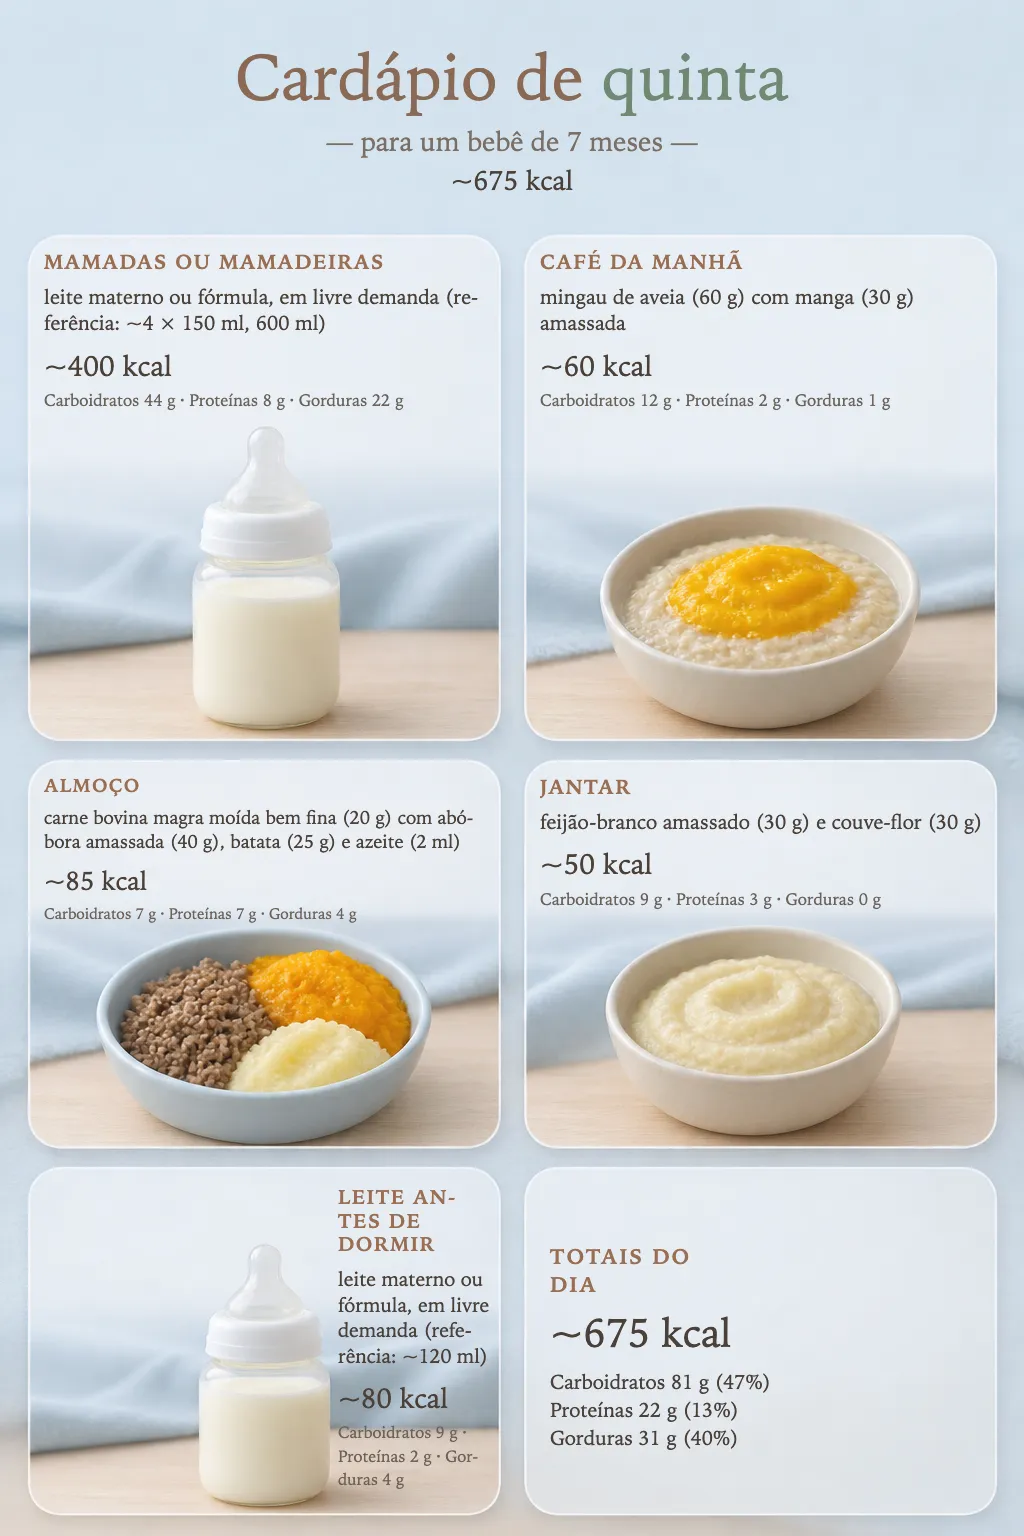 Cardápio de quinta
— para um bebê de 7 meses —
~675 kcal
MAMADAS OU MAMADEIRAS
leite materno ou fórmula, em livre demanda (re-
ferência: ~4 × 150 ml, 600 ml)
~400 kcal
Carboidratos 44 g · Proteínas 8 g · Gorduras 22 g
CAFÉ DA MANHÃ
mingau de aveia (60 g) com manga (30 g)
amassada
~60 kcal
Carboidratos 12 g · Proteínas 2 g · Gorduras 1 g
ALMOÇO
carne bovina magra moída bem fina (20 g) com abó-
bora amassada (40 g), batata (25 g) e azeite (2 ml)
~85 kcal
Carboidratos 7 g · Proteínas 7 g · Gorduras 4 g
JANTAR
feijão-branco amassado (30 g) e couve-flor (30 g)
~50 kcal
Carboidratos 9 g · Proteínas 3 g · Gorduras 0 g
LEITE AN-
TES DE
DORMIR
leite materno ou
fórmula, em livre
demanda (refe-
rência: ~120 ml)
~80 kcal
Carboidratos 9 g ·
Proteínas 2 g · Gor-
duras 4 g
TOTAIS DO
DIA
~675 kcal
Carboidratos 81 g (47%)
Proteínas 22 g (13%)
Gorduras 31 g (40%)